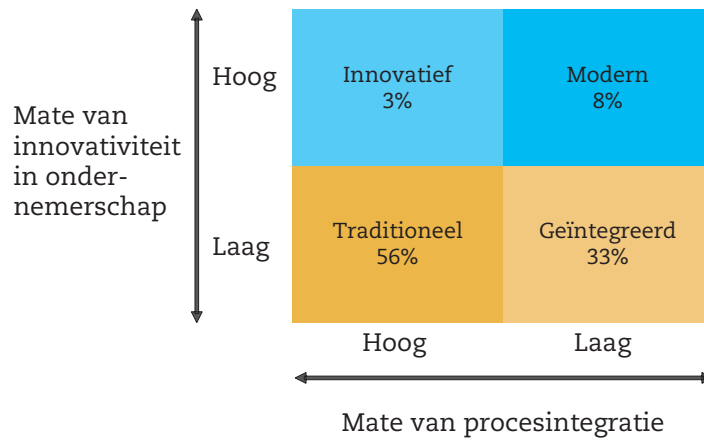 Mate van
innovativiteit
in onder-
nemerschap
Hoog
Laag
Innovatief
3%
Modern
8%
Traditioneel
56%
Geïntegreerd
33%
Hoog
Laag
Mate van procesintegratie